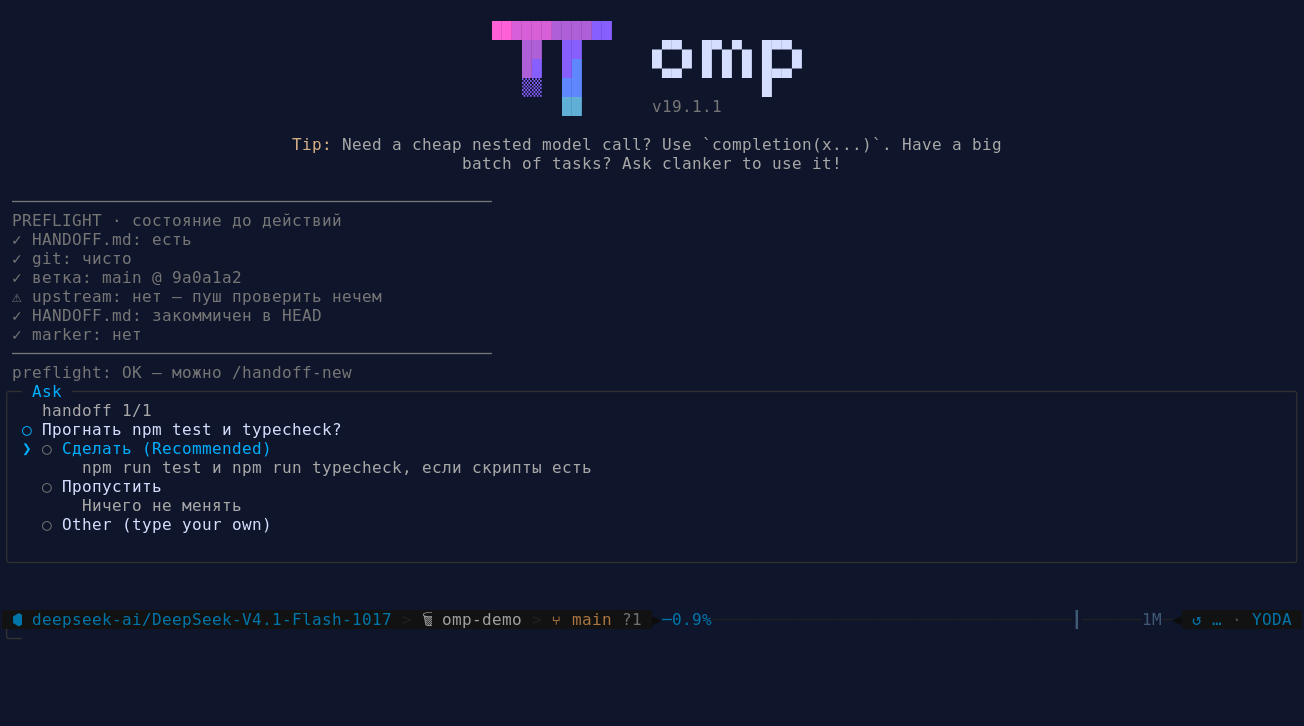 omp
v19.1.1
Tip: Need a cheap nested model call? Use `completion(x...)`. Have a big
batch of tasks? Ask clanker to use it!
PREFLIGHT · состояние до действий
✓ HANDOFF.md: есть
✓ git: чисто
✓ ветка: main @ 9a0a1a2
⚠ upstream: нет — пуш проверить нечем
✓ HANDOFF.md: закоммичен в HEAD
✓ marker: нет
preflight: OK — можно /handoff-new
Ask
handoff 1/1
○ Прогнать npm test и typecheck?
❯ ○ Сделать (Recommended)
npm run test и npm run typecheck, если скрипты есть
○ Пропустить
Ничего не менять
○ Other (type your own)
deepseek-ai/DeepSeek-V4.1-Flash-1017 > omp-demo > main ?1 0.9% 1M ↺ … · YODA